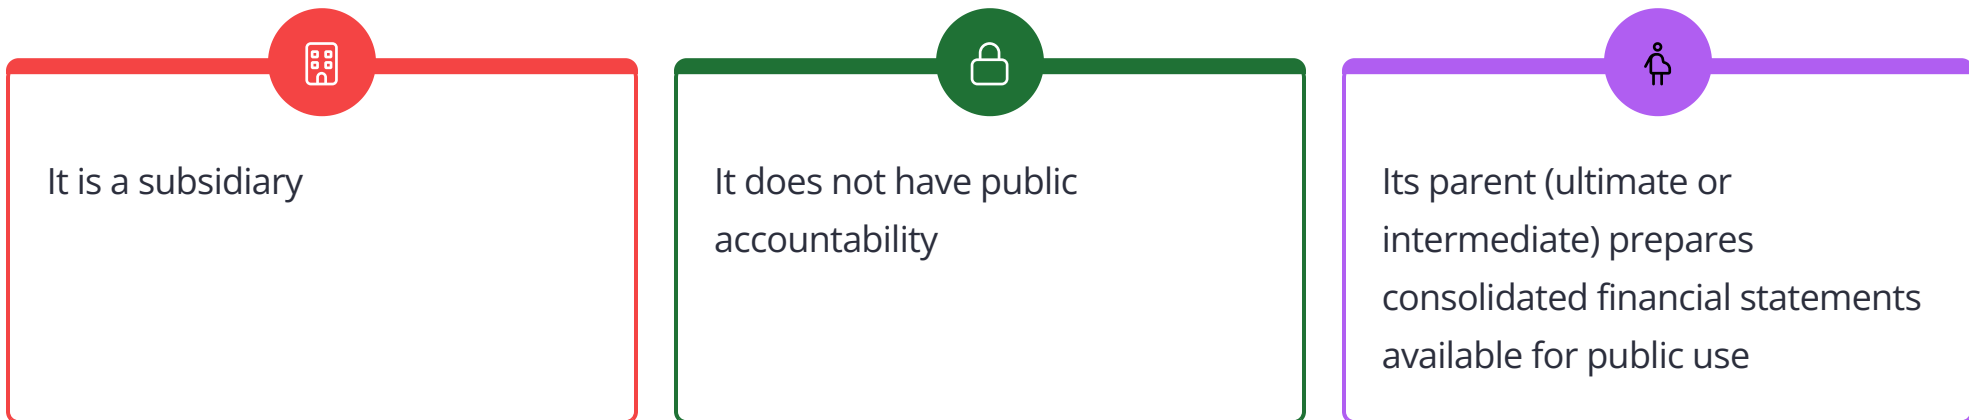 It is a subsidiary
It does not have public
accountability
Its parent (ultimate or
intermediate) prepares
consolidated financial statements
available for public use